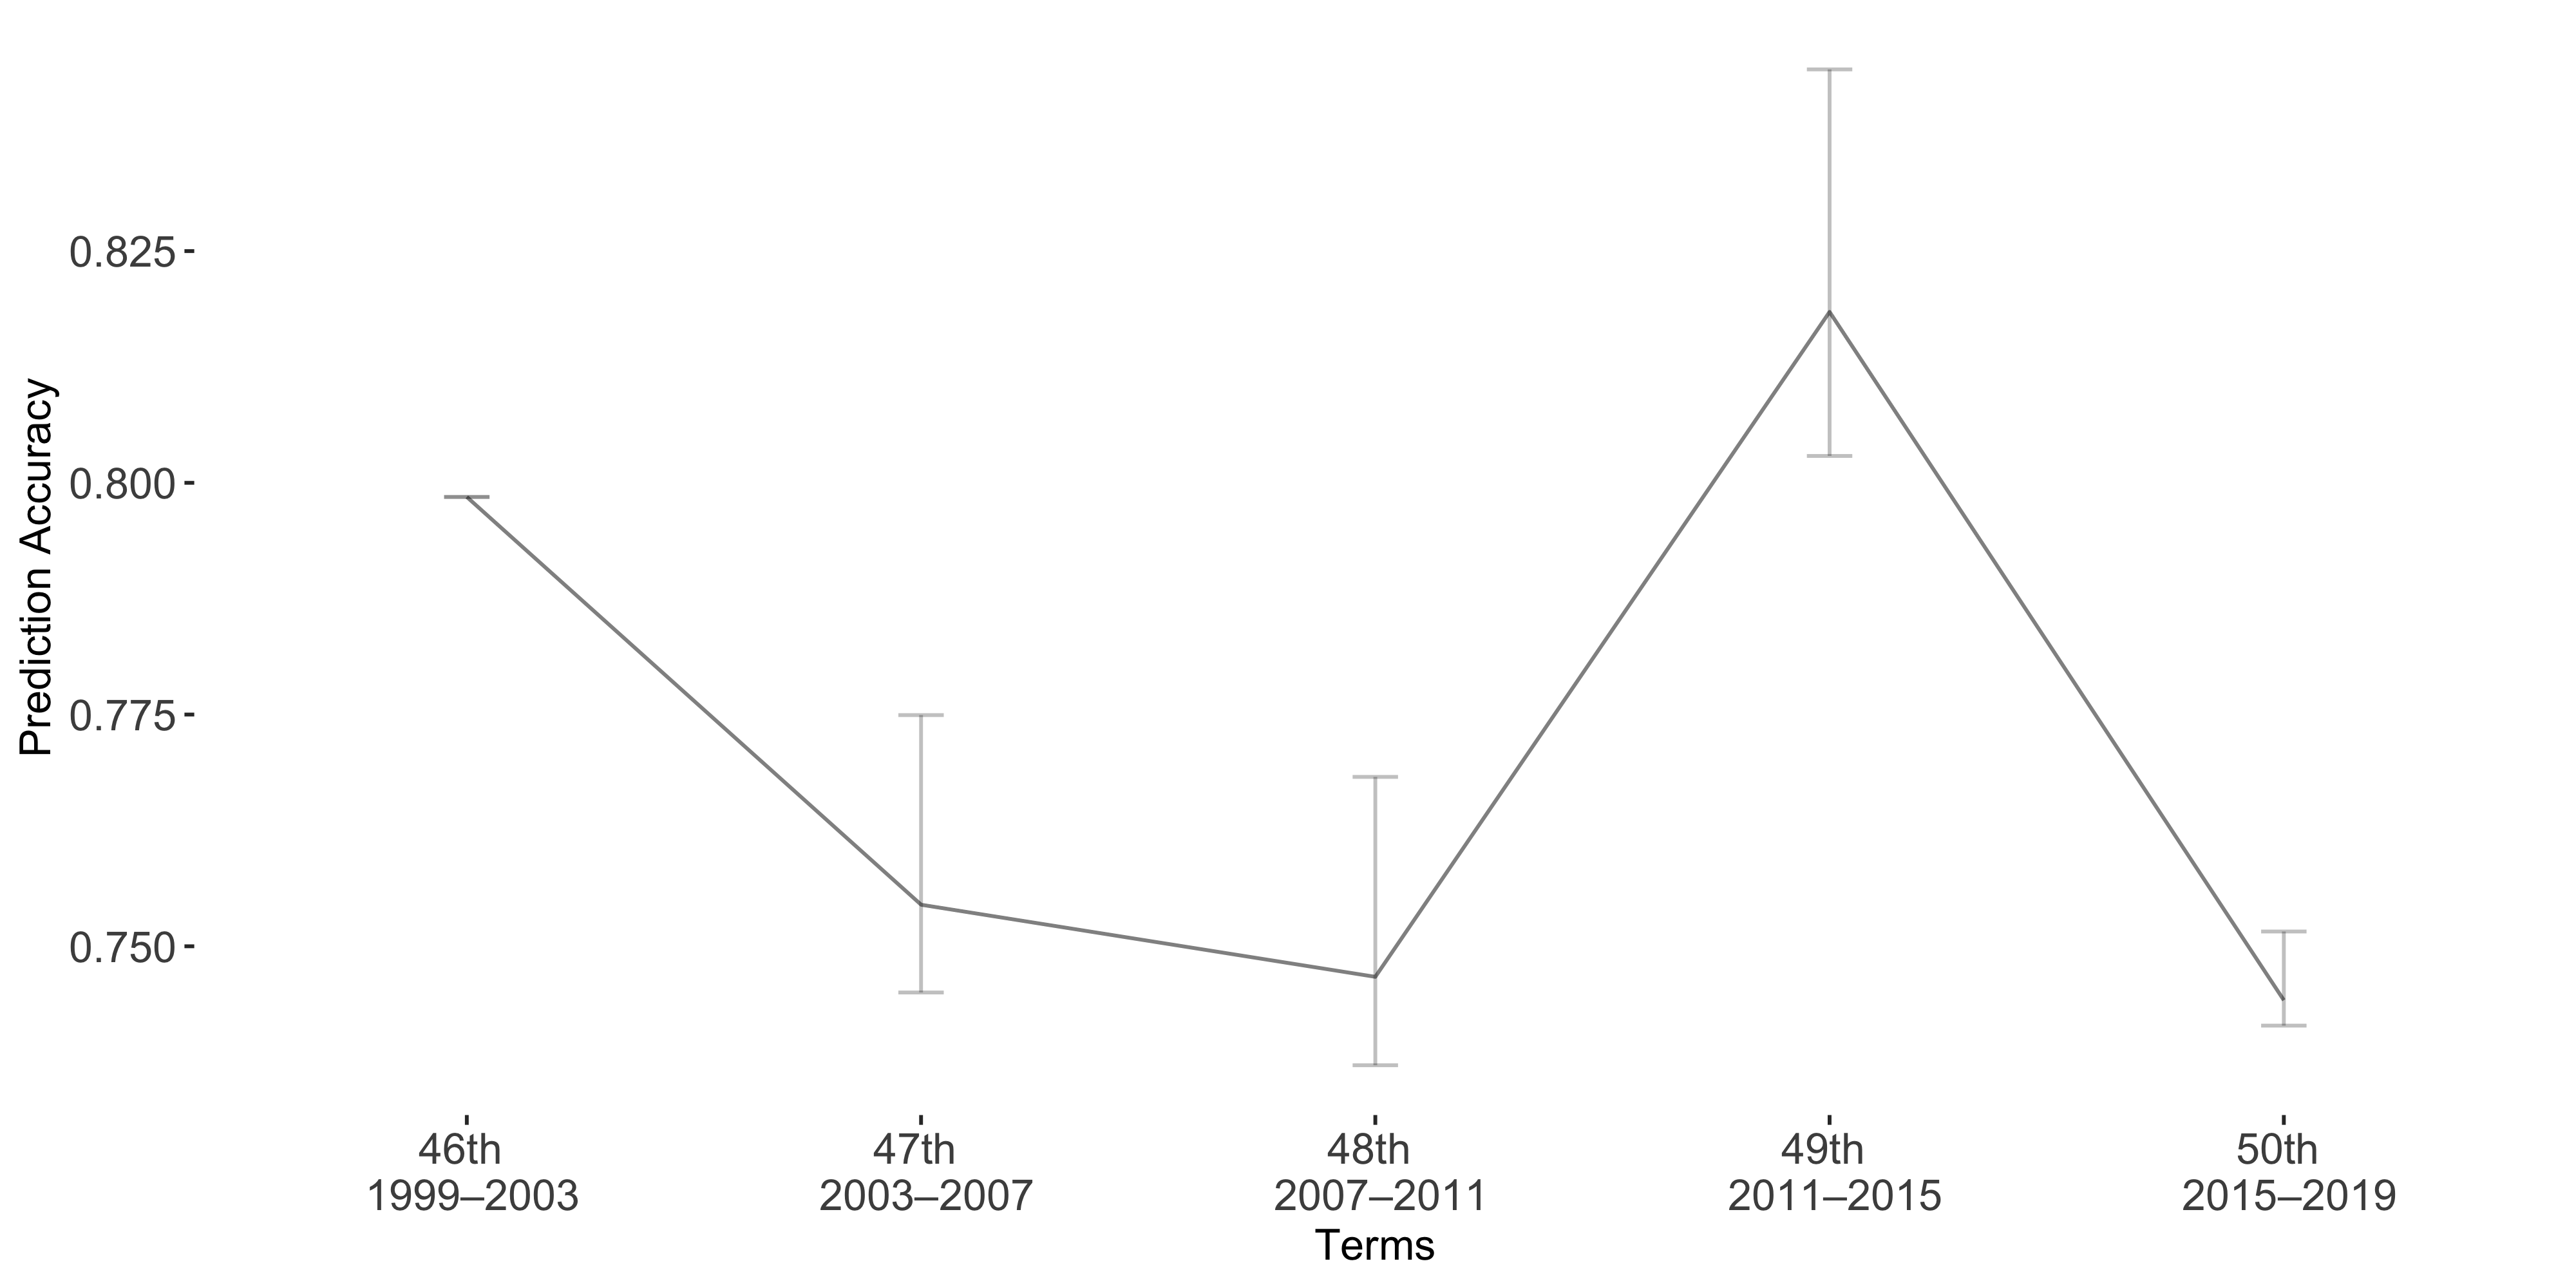 Prediction Accuracy
0.825
0.800
0.775
0.750
46th
1999–2003
47th
2003–2007
48th
2007–2011
49th
2011–2015
50th
2015–2019
Terms